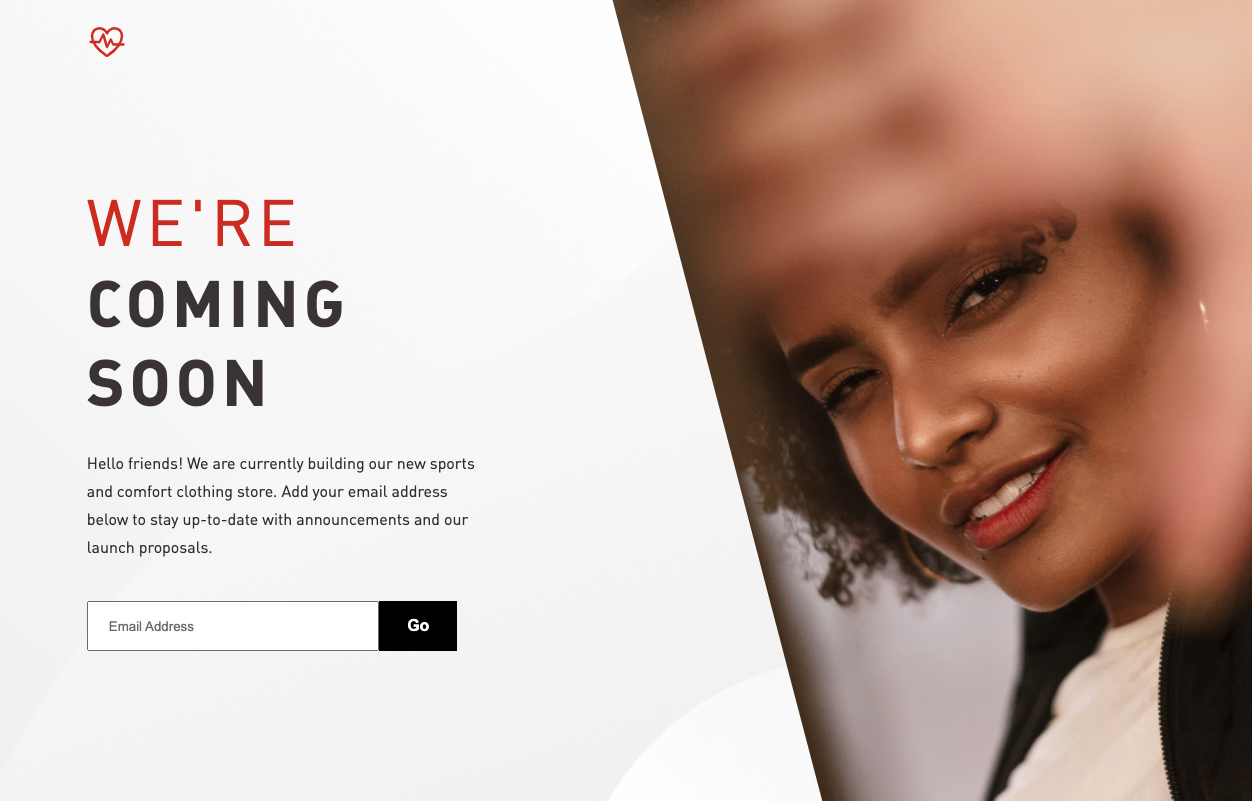 WE'RE
COMING
SOON
Hello friends! We are currently building our new sports
and comfort clothing store. Add your email address
below to stay up-to-date with announcements and our
launch proposals.
Email Address
Go